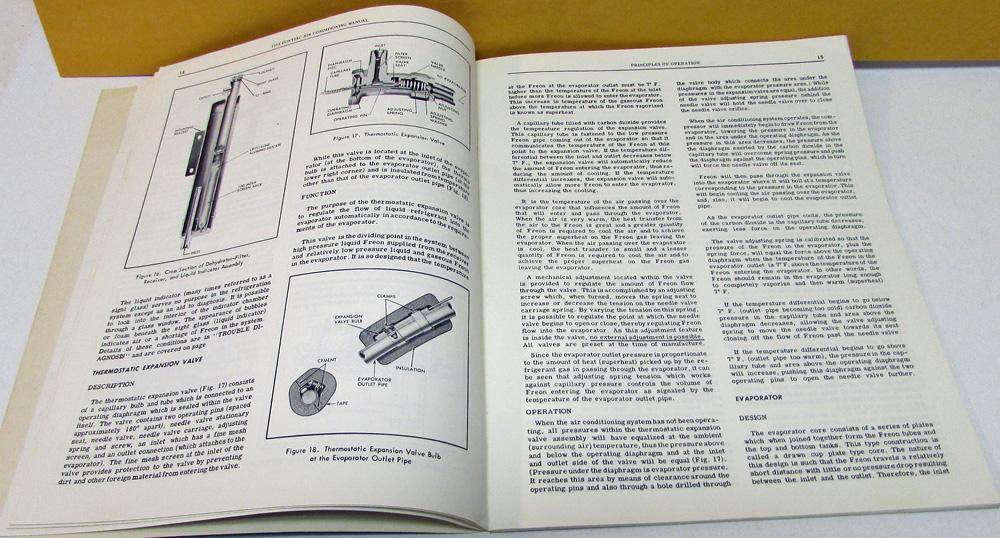 14
PONTIAC AIR CONDITIONING MANUAL
Figure 16. Cross Section of Dehydrator-Filter,
Receiver, and Liquid Indicator Assembly
The liquid indicator (many times referred to as a
sight glass) serves no purpose in the refrigeration
system except as an aid to diagnosis. It is possible
to look into the interior of the indicator chamber
through a glass window. The appearance of bubbles
or foam beneath the sight glass (liquid indicator)
indicates air or a shortage of Freon in the system
Details of these conditions are in "TROUBLE DI-
AGNOSIS" and are covered on page
THERMOSTATIC EXPANSION VALVE
DESCRIPTION
The thermostatic expansion valve (Fig. 17) consists
of a capillary bulb and tube which is connected to an
operating diaphragm which is sealed within the valve
itself. The valve contains two operating pins (spaced
approximately 180° apart), needle valve stationary
seat, needle valve, needle valve carriage, adjusting
spring and screw, an inlet which has a fine mesh
screen, and an outlet connection (which attaches to the
evaporator). The fine mesh screen at the inlet of the
valve provides protection to the valve by preventing
dirt and other foreign material from entering the valve.
INLET
DIAPHRAGM
DISC
CAPILLARY
TUBE
FILTER
SCREEN
VALVE
SEAT
VALVE
NEEDLE
TO EVAPORATOR
OPERATING
DIAPHRAGM
OPERATING PIN
ADJUSTING
SPRING
ADJUSTING
SCREW
Figure 17. Thermostatic Expansion Valve
While this valve is located at the inlet of the
(at the bottom of the evaporator), its
bulb is attached to the evaporator outlet pipe
lower right corner) and is insulated from
other than that of the evaporator outlet pipe (Fig. 18).
FUNCTION
The purpose of the thermostatic expansion valve is
to regulate the flow of liquid refrigerant into the
evaporator automatically in accordance to the
ments of the evaporator.
This valve is the dividing point in the system between
high pressure liquid Freon supplied from the receiver
and relatively low pressure liquid and gaseous Freon
in the evaporator. It is so designed that the temperature
CLAMPS
EXPANSION
VALVE BULB
CEMENT
INSULATION
EVAPORATOR
OUTLET PIPE
TAPE
Figure 18. Thermostatic Expansion Valve Bulb
at the Evaporator Outlet Pipe
PRINCIPLES OF OPERATION
15
at the Freon at the evaporator outlet must be 7° F.
higher than the temperature of the Freon at the inlet
before more Freon is allowed to enter the evaporator.
This increase in temperature of the gaseous Freon
above the temperature at which the Freon vaporized
is known as superheat.
A capillary tube filled with carbon dioxide provides
the temperature regulation of the expansion valve.
This capillary tube is fastened to the low pressure
Freon pipe coming out of the evaporator so that it
communicates the temperature of the Freon at this
point to the expansion valve. If the temperature dif-
ferential between the inlet and outlet decreases below
7° F., the expansion valve will automatically reduce
the amount of Freon entering the evaporator, thus re-
ducing the amount of cooling. If the temperature
differential increases, the expansion valve will auto-
matically allow more Freon to enter the evaporator,
thus increasing the cooling.
It is the temperature of the air passing over the
evaporator core that influences the amount of Freon
that will enter and pass through the evaporator.
When the air is very warm, the heat transfer from
the air to the Freon is great and a greater quantity
of Freon is required to cool the air and to achieve
the proper superheat on the Freon gas leaving the
evaporator. When the air passing over the evaporator
is cool, the heat transfer is small and a lesser
quantity of Freon is required to cool the air and to
achieve the proper superheat on the Freon gas
leaving the evaporator.
A mechanical adjustment located within the valve
is provided to regulate the amount of Freon flow
through the valve. This is accomplished by an adjusting
screw which, when turned, moves the spring seat to
increase or decrease the tension on the needle valve
carriage spring. By varying the tension on this spring,
it is possible to regulate the point at which the needle
valve begins to open or close, thereby regulating Freon
flow into the evaporator. As this adjustment feature
is inside the valve, no external adjustment is possible.
All valves are preset at the time of manufacture.
Since the evaporator outlet pressure is proportionate
to the amount of heat (superheat) picked up by the re-
frigerant gas in passing through the evaporator, it can
be seen that adjusting spring tension which works
against capillary pressure controls the volume of
Freon entering the evaporator as signaled by the
temperature of the evaporator outlet pipe.
OPERATION
When the air conditioning system has not been opera-
ting, all pressures within the thermostatic expansion
valve assembly will have equalized at the ambient
(surrounding air) temperature, thus the pressure above
and below the operating diaphragm and at the inlet
and outlet side of the valve will be equal (Fig. 17).
(Pressure under the diaphragm is evaporator pressure.
It reaches this area by means of clearance around the
operating pins and also through a hole drilled through
the valve body which connects the area under the
diaphragm with the evaporator pressure area.) While
pressures in the expansion valve are equal, the addition
of the valve adjusting spring pressure behind the
needle valve will hold the needle valve over to close
the needle valve orifice.
When the air conditioning system operates, the com-
pressor will immediately begin to draw Freon from the
evaporator, lowering the pressure in the evaporator
and in the area under the operating diaphragm. As the
pressure in this area decreases, the pressure above
the diaphragm exerted by the carbon dioxide in the
capillary tube will overcome spring pressure and push
the diaphragm against the operating pins, which in turn
will force the needle valve off its seat.
Freon will then pass through the expansion valve
into the evaporator where it will boil at a temperature
corresponding to the pressure in the evaporator. This
will begin cooling the air passing over the evaporator,
and, also, it will begin to cool the evaporator outlet
pipe.
As the evaporator outlet pipe cools, the pressure
of the carbon dioxide in the capillary tube decreases,
exerting less force on the operating diaphragm.
The valve adjusting spring is calibrated so that the
pressure of the Freon in the evaporator, plus the
spring force, will equal the force above the operating
diaphragm when the temperature of the Freon in the
evaporator outlet is 7° F. above the temperature of the
Freon entering the evaporator. In other words, the
Freon should remain in the evaporator long enough
to completely vaporize and then warm (superheat)
7° F.
If the temperature differential begins to go below
7° F. (outlet pipe becoming too cold) carbon dioxide
pressure in the capillary tube and area above the
diaphragm decreases, allowing the valve adjusting
spring to move the needle valve towards its seat
closing off the flow of Freon past the needle valve.
If the temperature differential begins to go above
7° F. (outlet pipe too warm), the pressure in the cap-
illary tube and area above the operating diaphragm
will increase, pushing this diaphragm against the two
operating pins to open the needle valve further.
EVAPORATOR
DESIGN
The evaporator core consists of a series of plates
which when joined together form the Freon tubes and
the top and bottom tanks. This type construction is
called a drawn cup plate type core. The nature of
this design is such that the Freon travels a relatively
short distance with little or no pressure drop resulting
between the inlet and the outlet. Therefore, the inlet